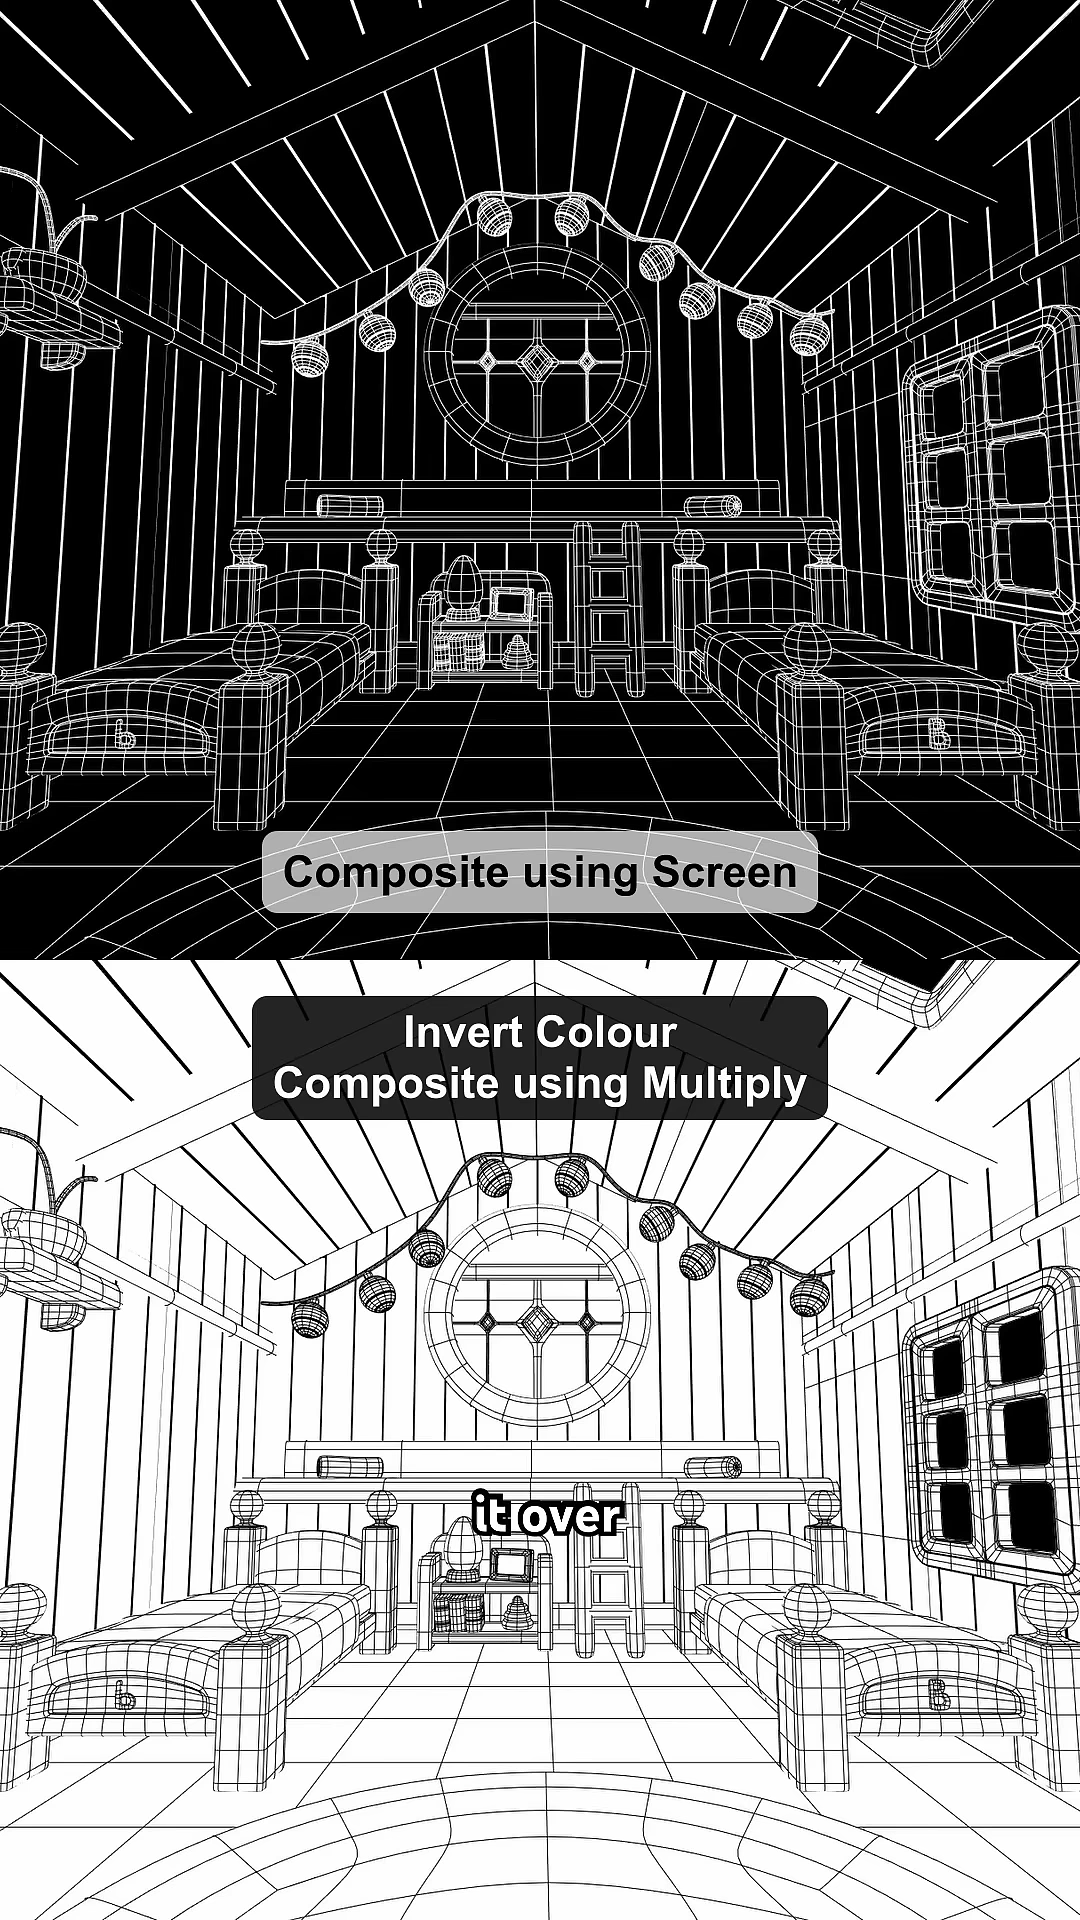 b
B
Composite using Screen
Invert Colour
Composite using Multiply
it over
b
B